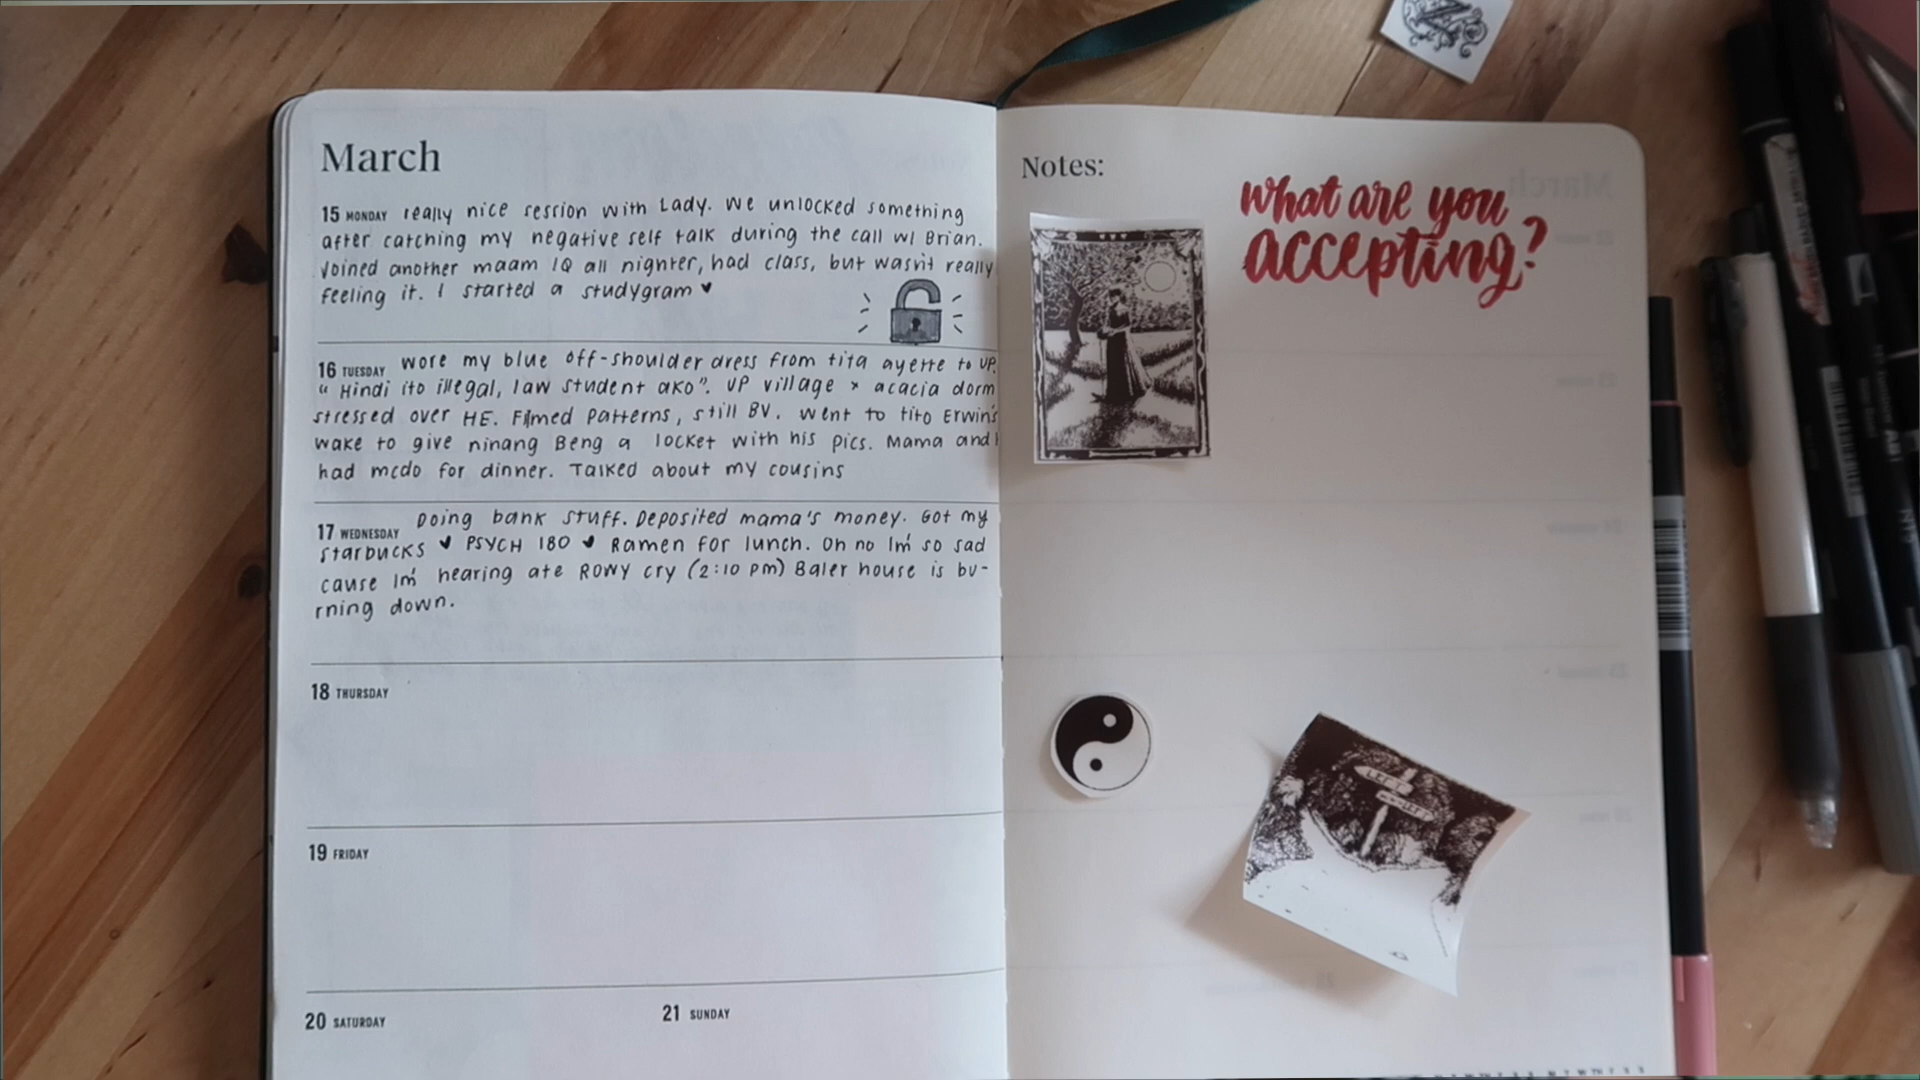 March
15 MONDAY really nice session with Lady. We unlocked something
after catching my negative self talk during the call w/ Brian.
Joined another maam IQ all nighter, had class, but wasn't really
feeling it. I started a studygram ♥
16 TUESDAY wore my blue off-shoulder dress from tita ayette to UP.
"Hindi ito illegal, law student ako". UP village × acacia dorm
stressed over HE. Filmed Patterns, still BV. Went to tito Erwin's
wake to give ninang Beng a locket with his pics. Mama and I
had mcdo for dinner. Talked about my cousins
17 WEDNESDAY Doing bank stuff. Deposited mama's money. Got my
starbucks ♥ PSYCH 180 ♥ Ramen for lunch. Oh no I'm so sad
cause I'm hearing ate Rowy cry (2:10 pm) Baler house is bu-
rning down.
18 THURSDAY
19 FRIDAY
20 SATURDAY
21 SUNDAY
Notes:
What are you
accepting?